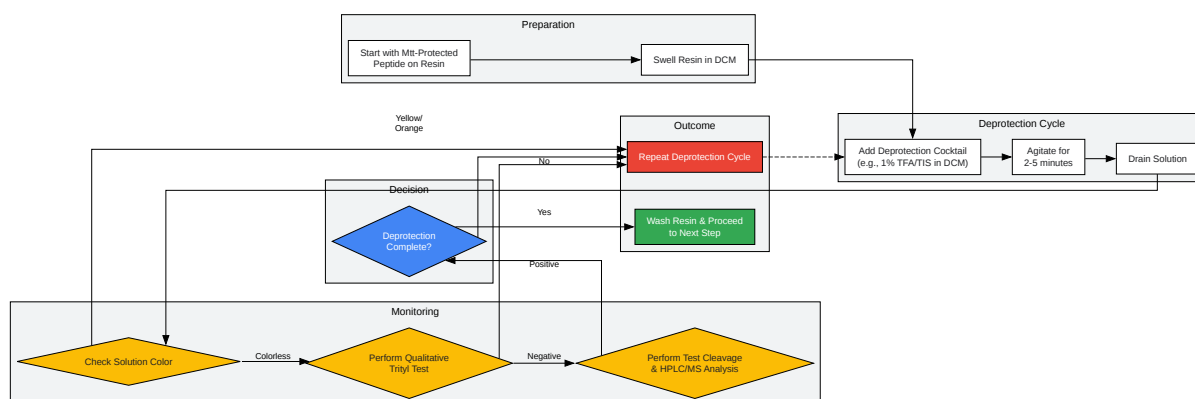 Preparation
Start with Mtt-Protected
Peptide on Resin
Swell Resin in DCM
Yellow/
Orange
Outcome
Deprotection Cycle
Repeat Deprotection Cycle
Add Deprotection Cocktail
(e.g., 1% TFA/TIS in DCM)
Agitate for
2-5 minutes
Drain Solution
No
Decision
Deprotection
Complete?
Yes
Wash Resin & Proceed
to Next Step
Positive
Monitoring
Check Solution Color
Colorless
Perform Qualitative
Trityl Test
Negative
Perform Test Cleavage
& HPLC/MS Analysis